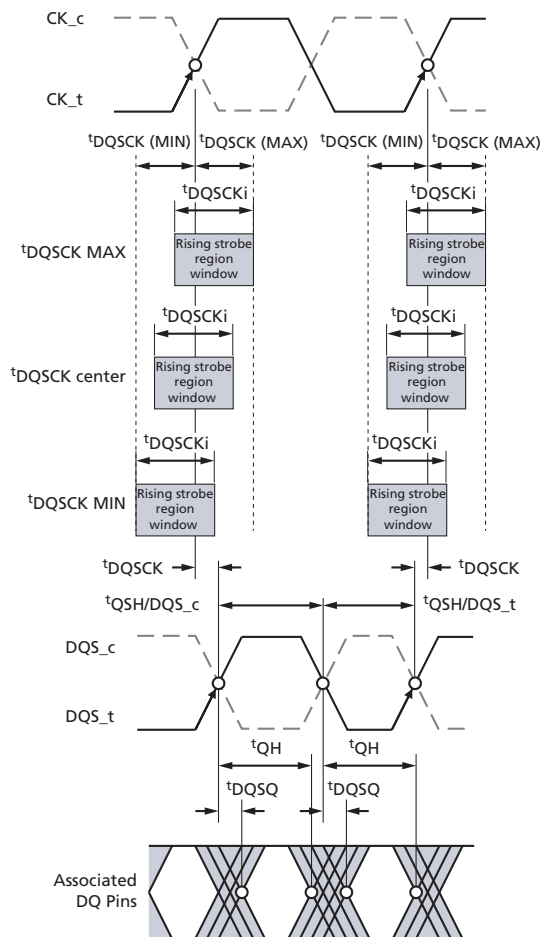 CK_c
CK_t
tDQSCK (MIN) tDQSCK (MAX) tDQSCK (MIN) tDQSCK (MAX)
tDQSCKi tDQSCKi
tDQSCK MAX
Rising strobe
region
window
Rising strobe
region
window
tDQSCKi tDQSCKi
tDQSCK center
Rising strobe
region
window
Rising strobe
region
window
tDQSCKi tDQSCKi
tDQSCK MIN
Rising strobe
region
window
Rising strobe
region
window
tDQSCK tDQSCK
tQSH/DQS_c tQSH/DQS_t
DQS_c
DQS_t
tQH tQH
tDQSQ tDQSQ
Associated
DQ Pins